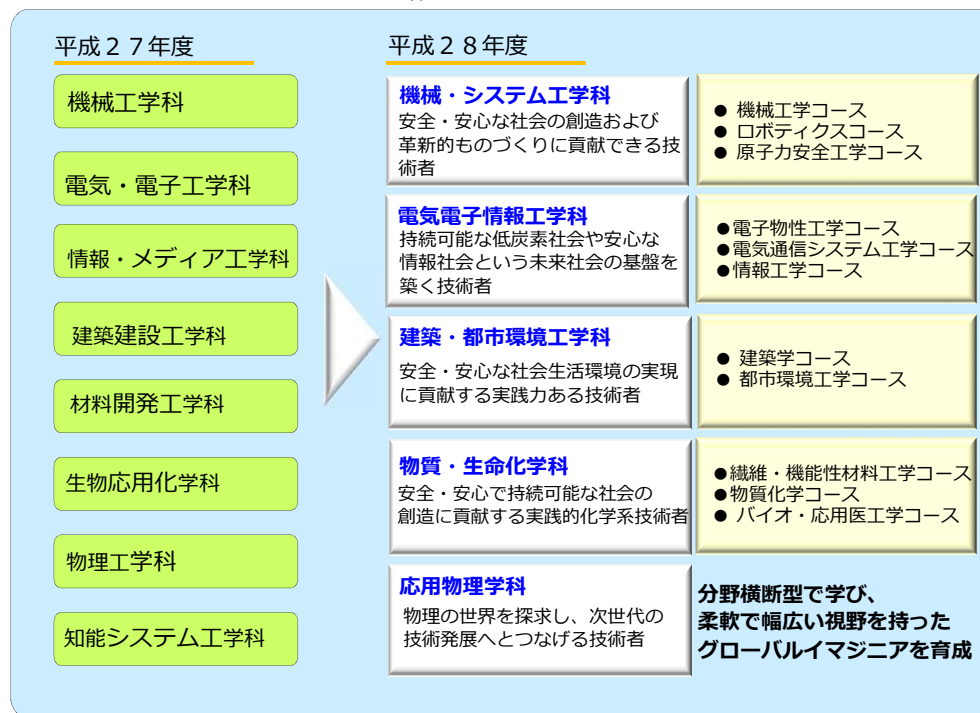 平成２７年度
機械工学科
電気・電子工学科
情報・メディア工学科
建築建設工学科
材料開発工学科
生物応用化学科
物理工学科
知能システム工学科
平成２８年度
機械・システム工学科
安全・安心な社会の創造および
革新的ものづくりに貢献できる技
術者
● 機械工学コース
● ロボティクスコース
● 原子力安全工学コース
電気電子情報工学科
持続可能な低炭素社会や安心な
情報社会という未来社会の基盤を
築く技術者
●電子物性工学コース
●電気通信システム工学コース
●情報工学コース
建築・都市環境工学科
安全・安心な社会生活環境の実現
に貢献する実践力ある技術者
● 建築学コース
● 都市環境工学コース
物質・生命化学科
安全・安心で持続可能な社会の
創造に貢献する実践的化学系技術者
●繊維・機能性材料工学コース
●物質化学コース
● バイオ・応用医工学コース
応用物理学科
物理の世界を探求し、次世代の
技術発展へとつなげる技術者
分野横断型で学び、
柔軟で幅広い視野を持った
グローバルイマジニアを育成